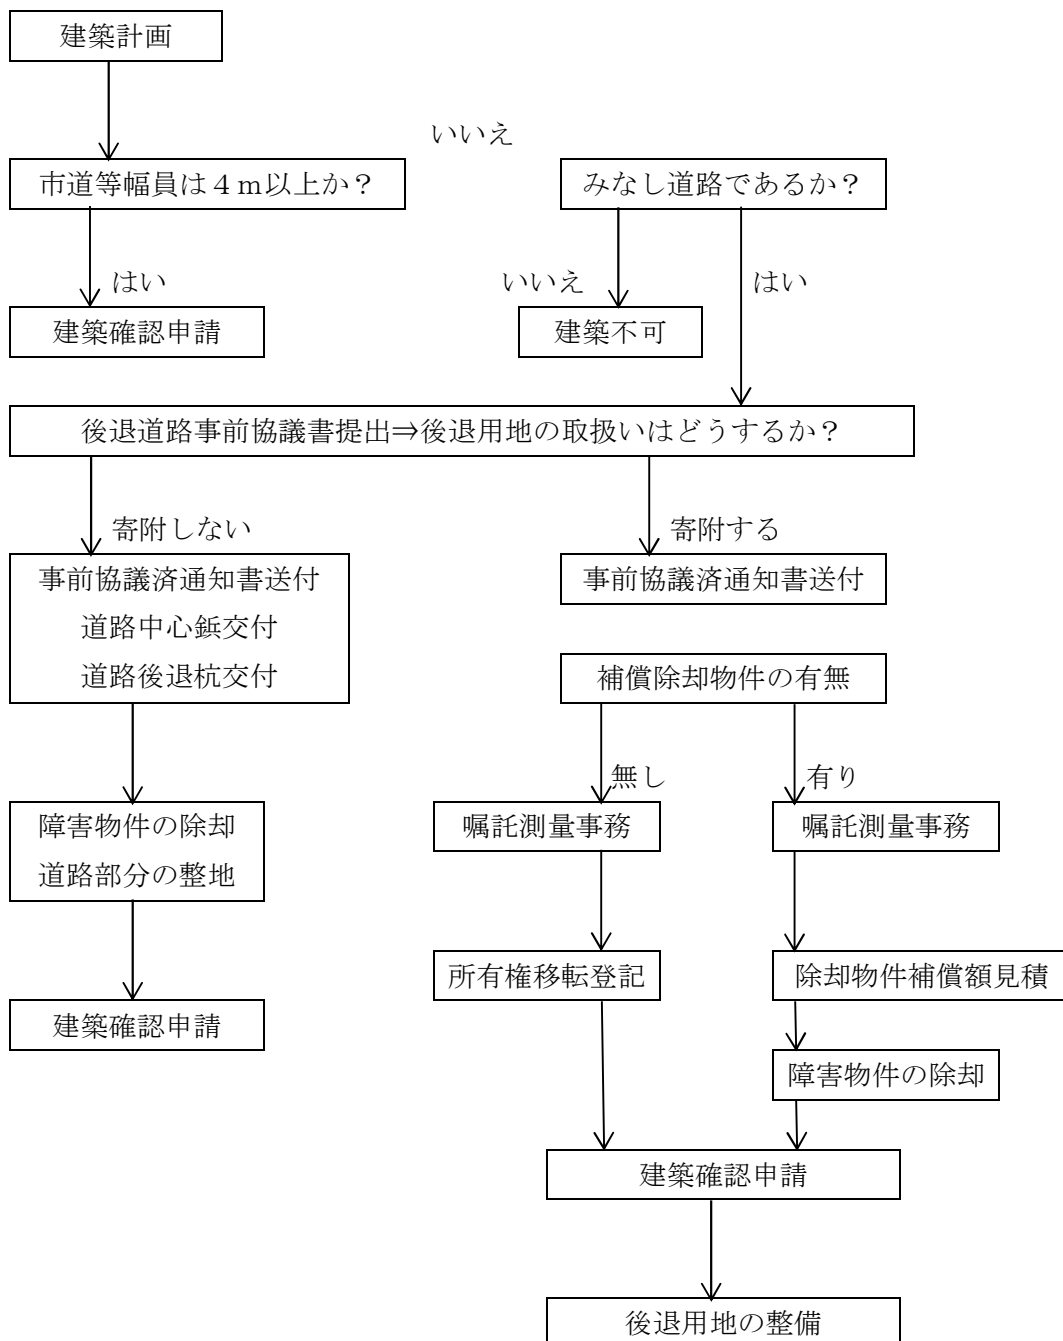 建築計画
いいえ
市道等幅員は４ｍ以上か？
みなし道路であるか？
はい
いいえ
はい
建築確認申請
建築不可
後退道路事前協議書提出⇒後退用地の取扱いはどうするか？
寄附しない
寄附する
事前協議済通知書送付
道路中心鋲交付
道路後退杭交付
事前協議済通知書送付
補償除却物件の有無
無し
有り
障害物件の除却
道路部分の整地
嘱託測量事務
嘱託測量事務
所有権移転登記
除却物件補償額見積
建築確認申請
障害物件の除却
建築確認申請
後退用地の整備